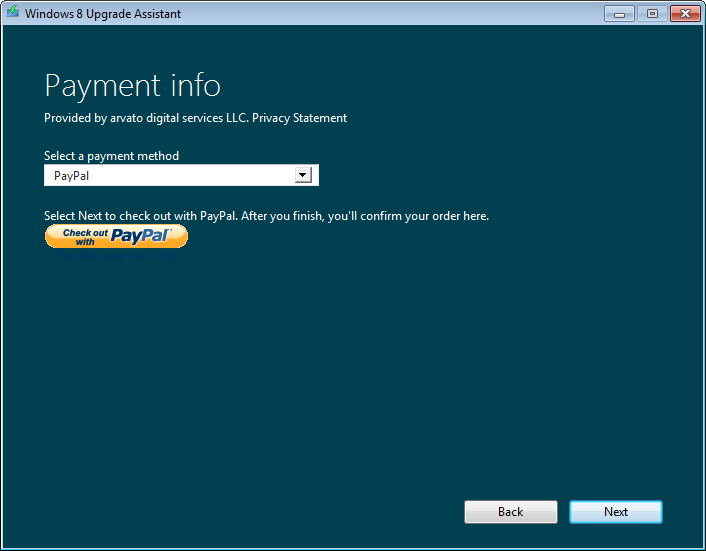 Windows 8 Upgrade Assistant
Payment info
Provided by arvato digital services LLC. Privacy Statement
Select a payment method
PayPal
Select Next to check out with PayPal. After you finish, you'll confirm your order here.
Check out
with PayPal
Back Next